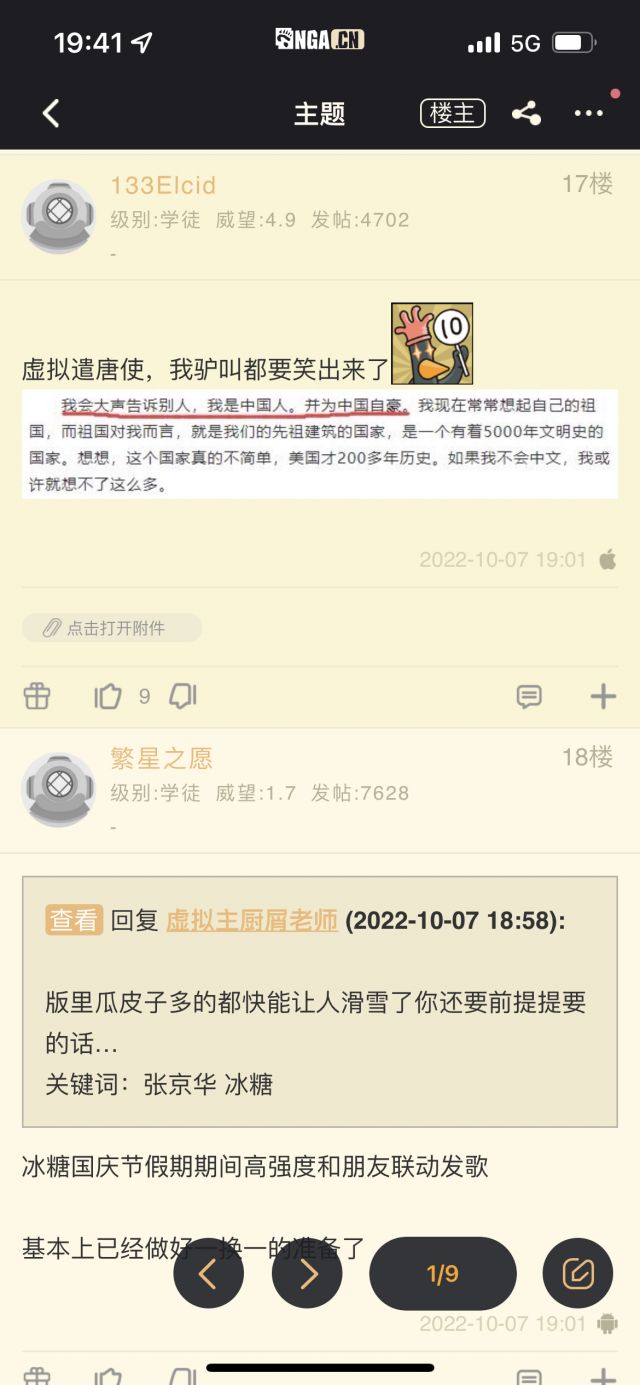 19:41
NGA.CN
5G
主题
楼主
133Elcid
17楼
级别:学徒 威望:4.9 发帖:4702
-
10
虚拟遣唐使，我驴叫都要笑出来了
我会大声告诉别人，我是中国人。并为中国自豪。我现在常常想起自己的祖
国，而祖国对我而言，就是我们的先祖建筑的国家，是一个有着5000年文明史的
国家。想想，这个国家真的不简单，美国才200多年历史。如果我不会中文，我或
许就想不了这么多。
2022-10-07 19:01
点击打开附件
9
繁星之愿
18楼
级别:学徒 威望:1.7 发帖:7628
-
查看 回复 虚拟主厨屑老师 (2022-10-07 18:58):
版里瓜皮子多的都快能让人滑雪了你还要前提提要
的话...
关键词：张京华 冰糖
冰糖国庆节假期期间高强度和朋友联动发歌
基本上已经做好一换一的准备了
1/9
2022-10-07 19:01